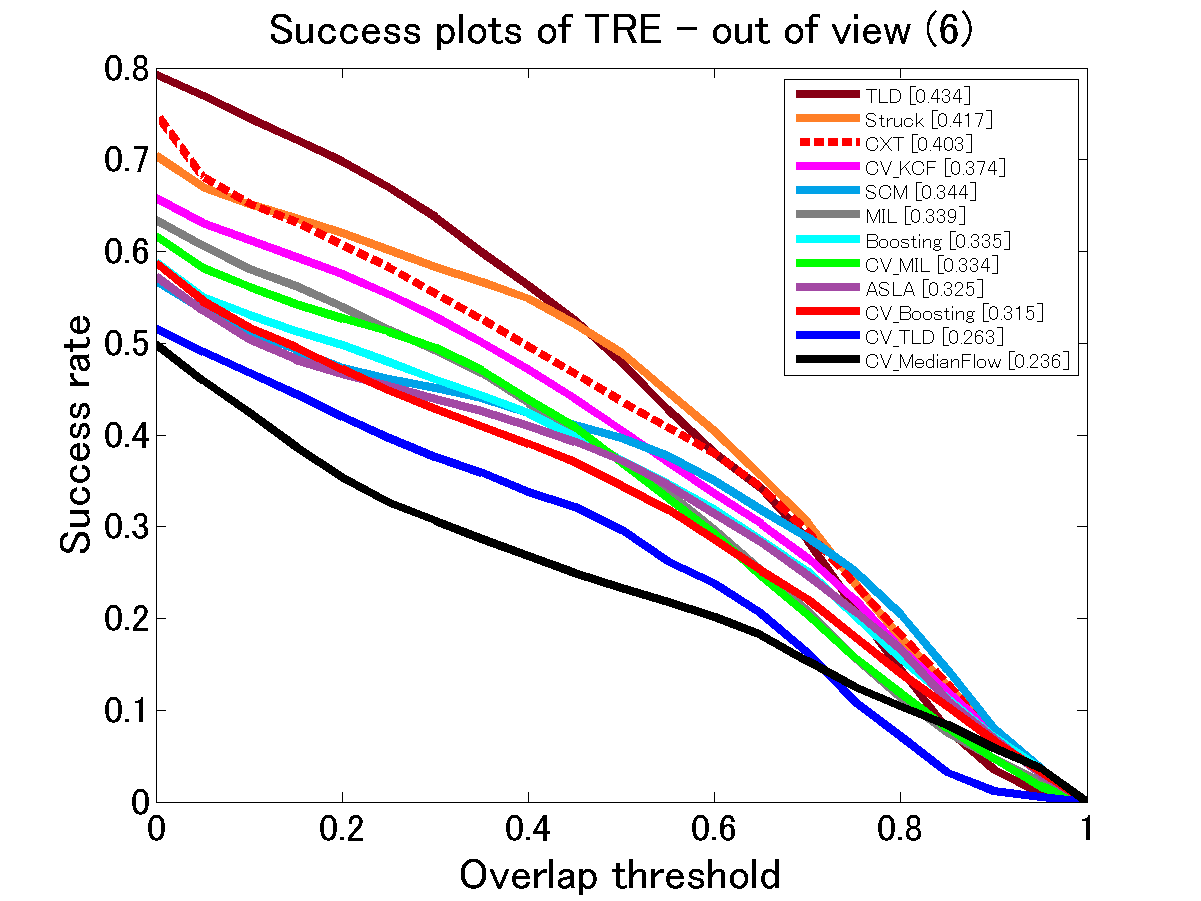 Success plots of TRE – out of view (6)
0.8
0.7
0.6
0.5
0.4
0.3
0.2
0.1
0
Success rate
TLD [0.434]
Struck [0.417]
CXT [0.403]
CV_KCF [0.374]
SCM [0.344]
MIL [0.339]
Boosting [0.335]
CV_MIL [0.334]
ASLA [0.325]
CV_Boosting [0.315]
CV_TLD [0.263]
CV_MedianFlow [0.236]
0 0.2 0.4 0.6 0.8 1
Overlap threshold